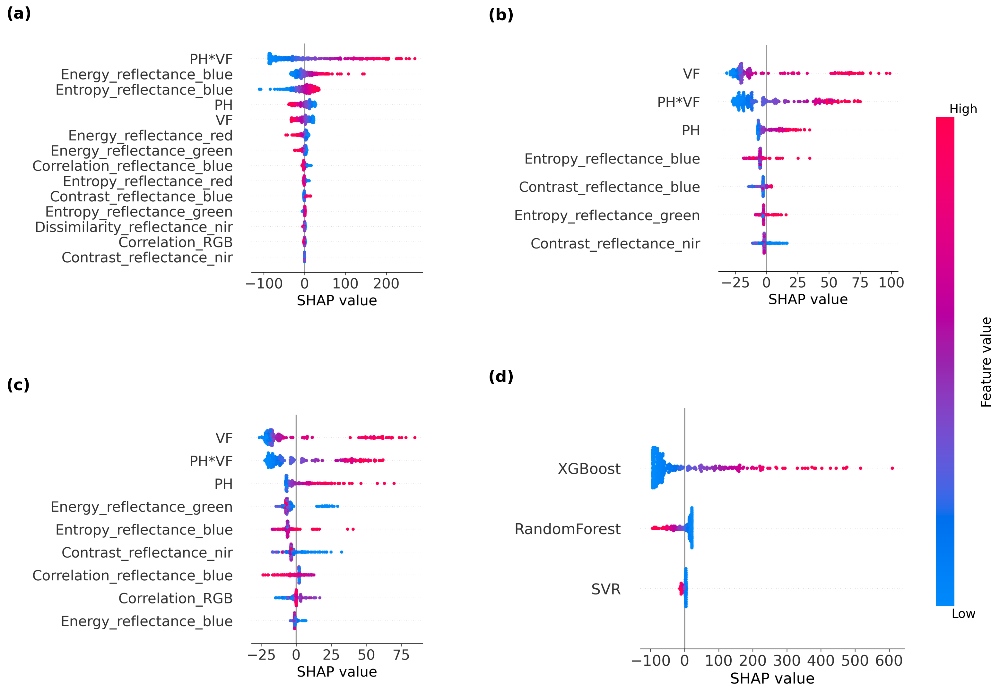 (a)
PH*VF
Energy_reflectance_blue
Entropy_reflectance_blue
PH
VF
Energy_reflectance_red
Energy_reflectance_green
Correlation_reflectance_blue
Entropy_reflectance_red
Contrast_reflectance_blue
Entropy_reflectance_green
Dissimilarity_reflectance_nir
Correlation_RGB
Contrast_reflectance_nir
−100 0 100 200
SHAP value
(b)
VF
PH*VF
PH
Entropy_reflectance_blue
Contrast_reflectance_blue
Entropy_reflectance_green
Contrast_reflectance_nir
−25 0 25 50 75 100
SHAP value
(c)
VF
PH*VF
PH
Energy_reflectance_green
Entropy_reflectance_blue
Contrast_reflectance_nir
Correlation_reflectance_blue
Correlation_RGB
Energy_reflectance_blue
−25 0 25 50 75
SHAP value
(d)
XGBoost
RandomForest
SVR
−100 0 100 200 300 400 500 600
SHAP value
High
Feature value
Low